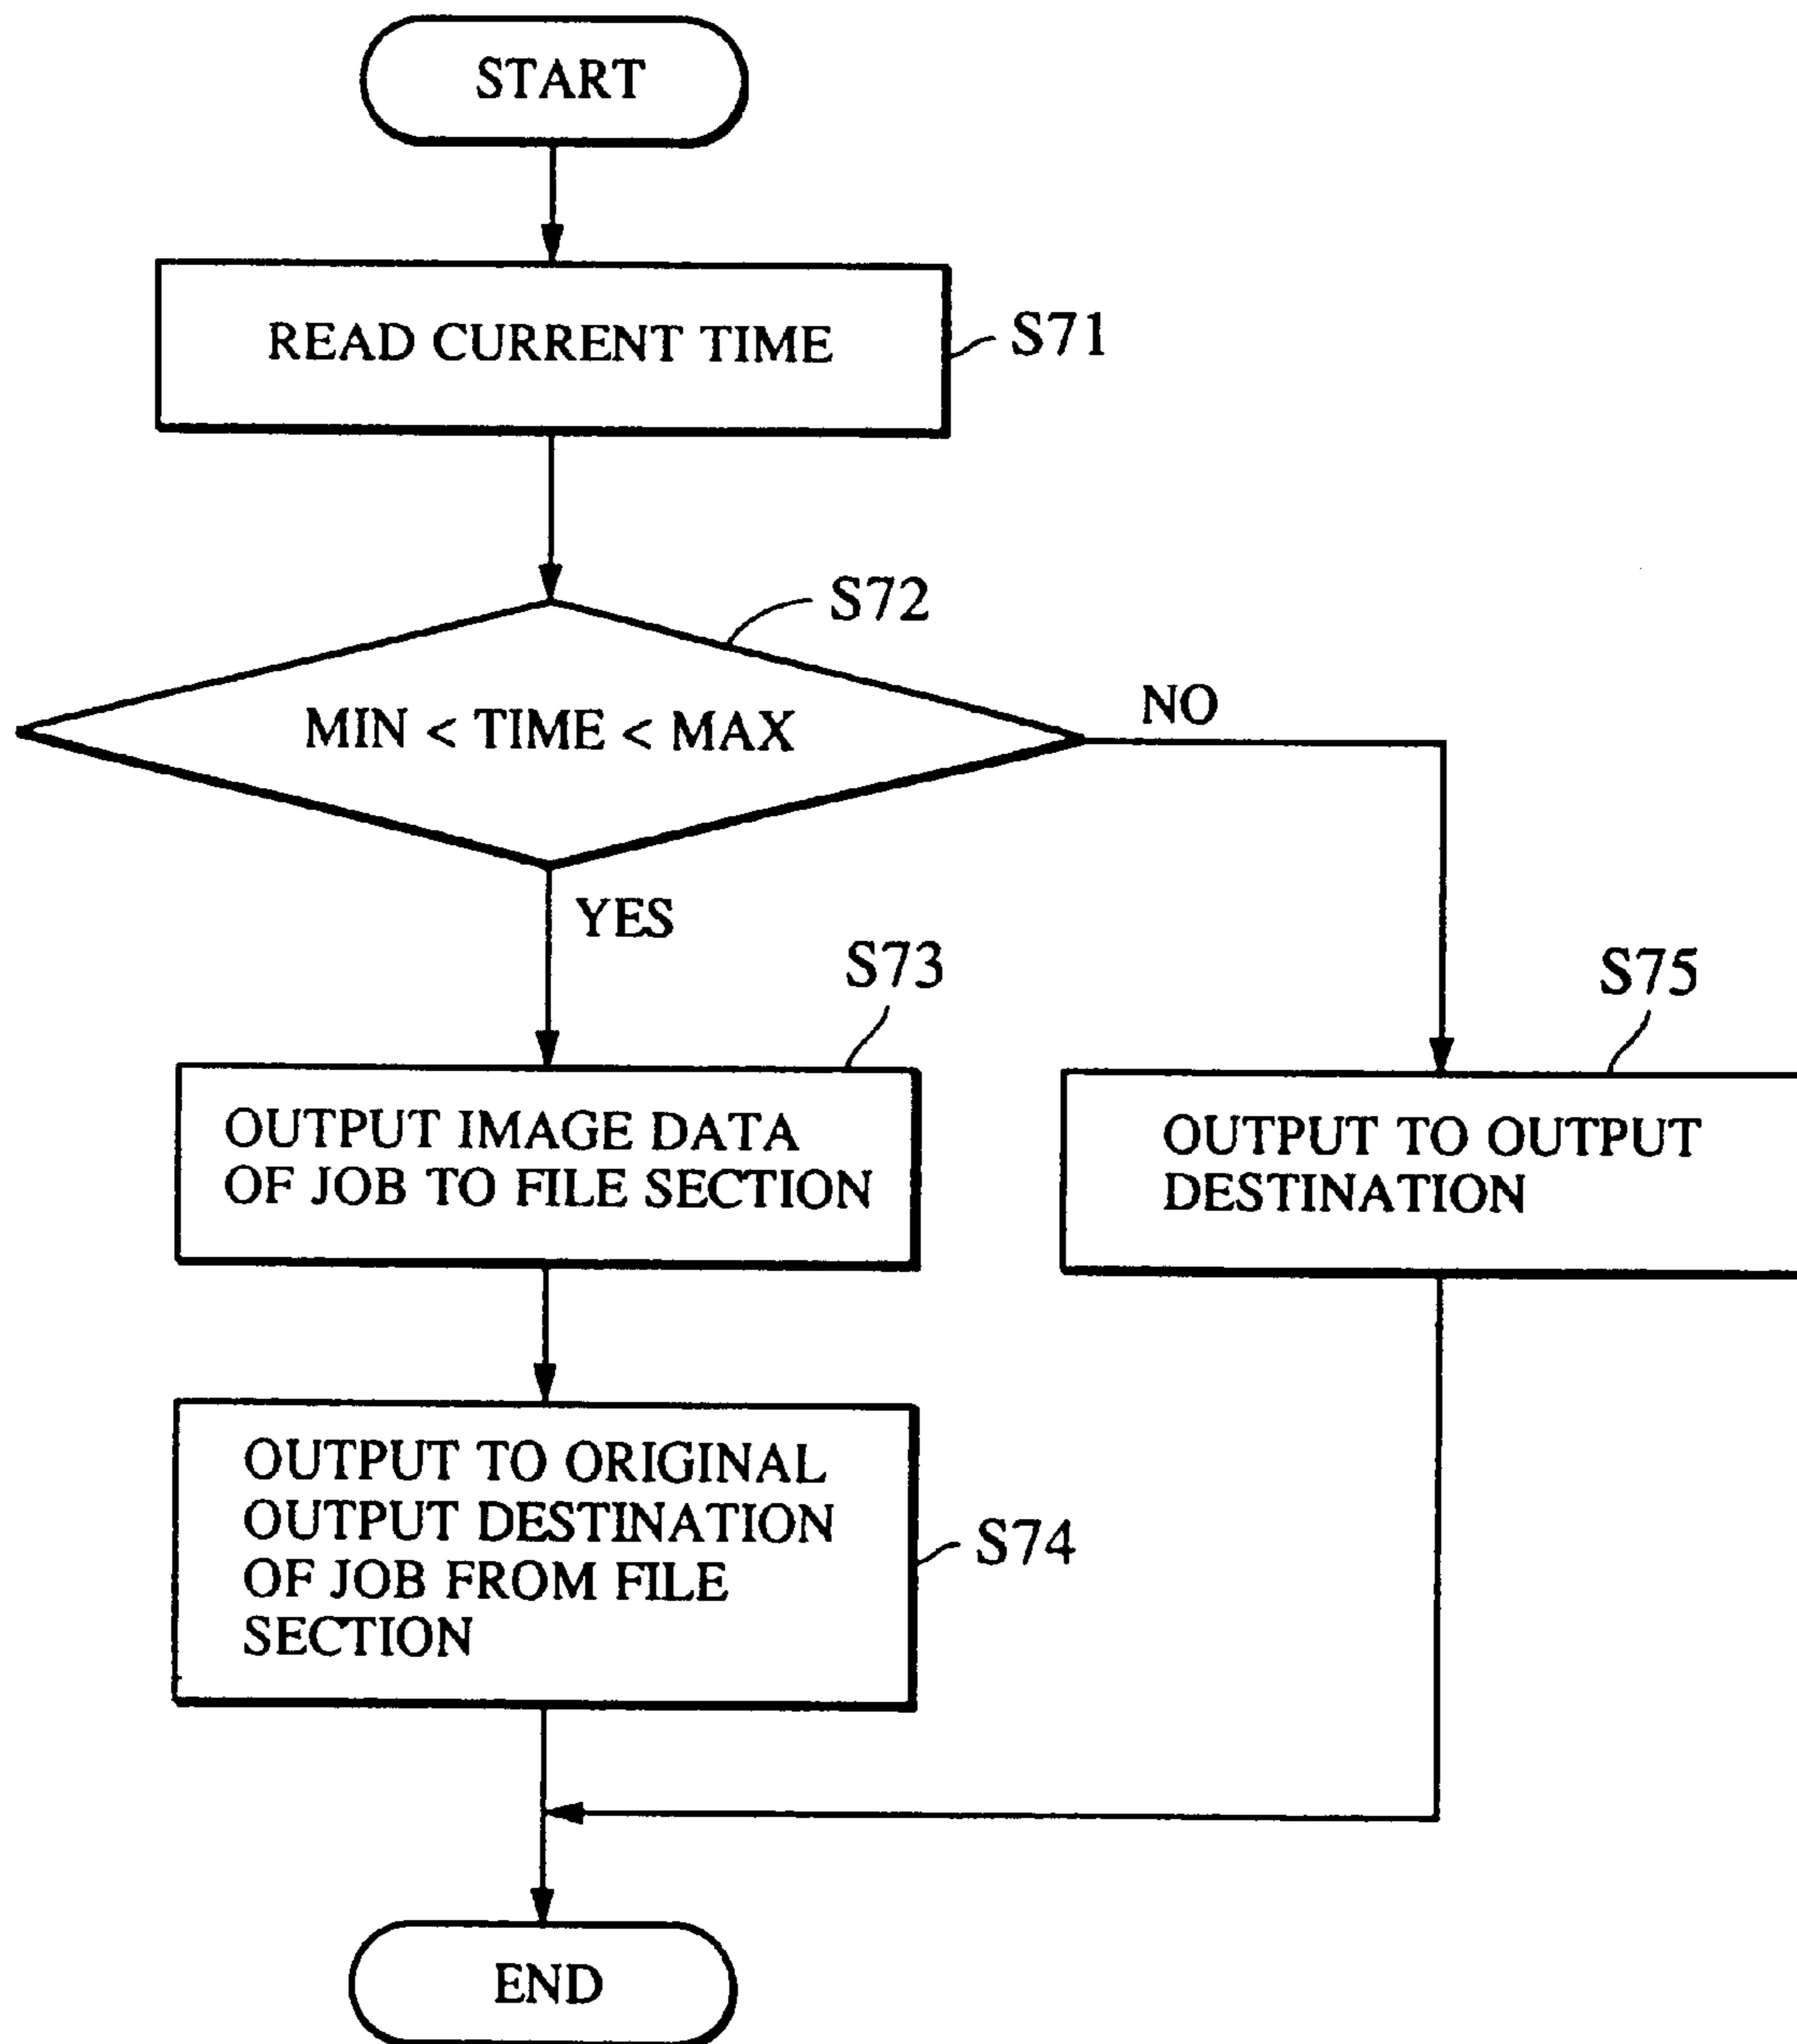 START
READ CURRENT TIME
S71
S72
MIN < TIME < MAX
NO
YES
S73
S75
OUTPUT IMAGE DATA
OF JOB TO FILE SECTION
OUTPUT TO OUTPUT
DESTINATION
OUTPUT TO ORIGINAL
OUTPUT DESTINATION
OF JOB FROM FILE
SECTION
S74
END